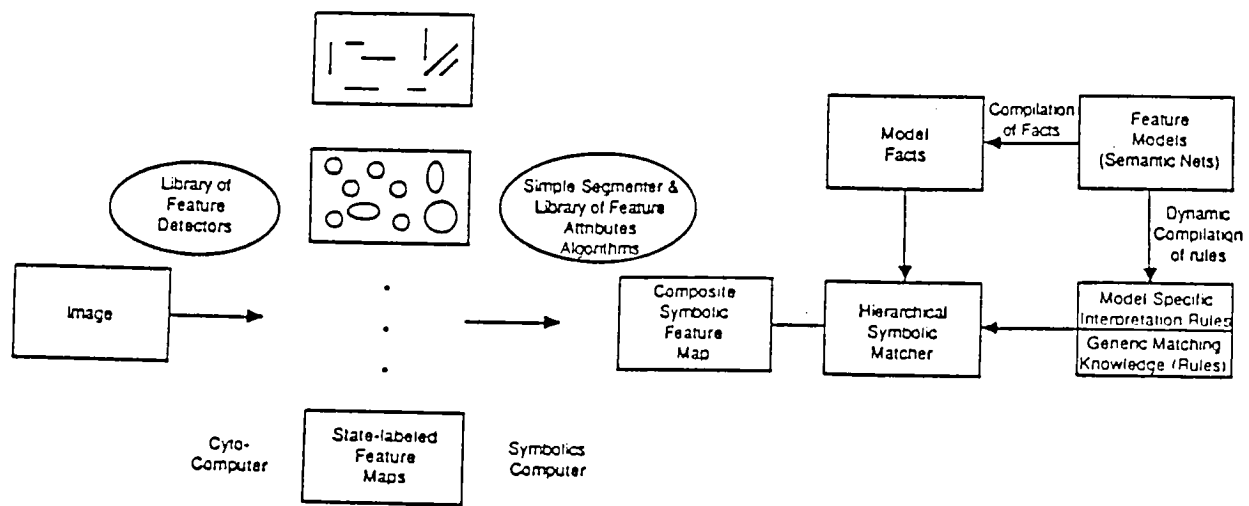 Library of
Feature
Detectors
Simple Segmenter &
Library of Feature
Attributes
Algorithms
Model
Facts
Compilation
of Facts
Feature
Models
(Semantic Nets)
Dynamic
Compilation
of rules
Image
Composite
Symbolic
Feature
Map
Hierarchical
Symbolic
Matcher
Model Specific
Interpretation Rules
Generic Matching
Knowledge (Rules)
Cyto-
Computer
State-labeled
Feature
Maps
Symbolics
Computer